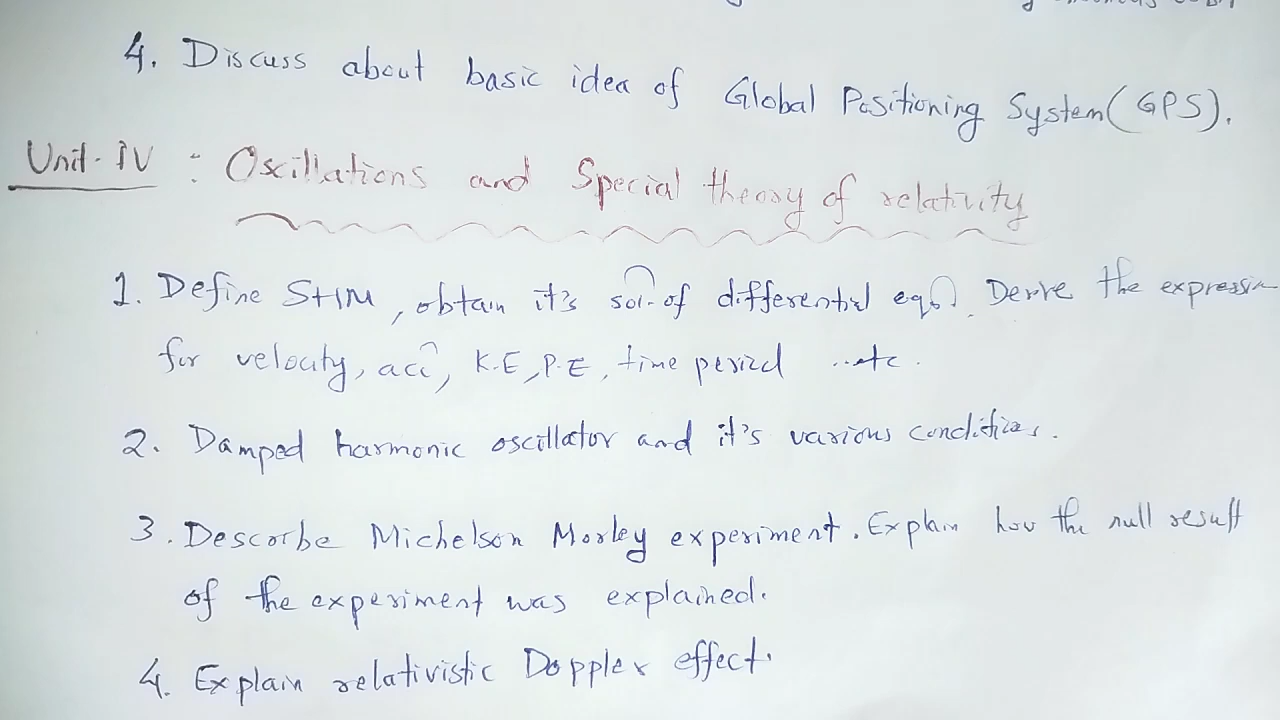 4. Discuss about basic idea of Global Positioning System (GPS).
Unit-IV : Oscillations and Special theory of relativity
1. Define SHM, obtain it's sol. of differential eqn. Derive the expression
for velocity, accn, K.E, P.E, time period ..etc.
2. Damped harmonic oscillator and it's various conditions.
3. Describe Michelson Morley experiment. Explain how the null result
of the experiment was explained.
4. Explain relativistic Doppler effect.